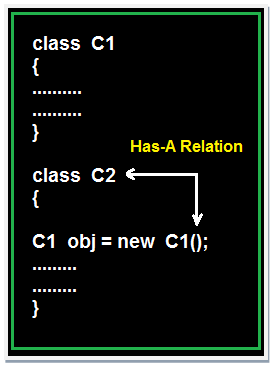 class C1
{
..........
..........
}
Has-A Relation
class C2
{
C1 obj = new C1();
.........
.........
}